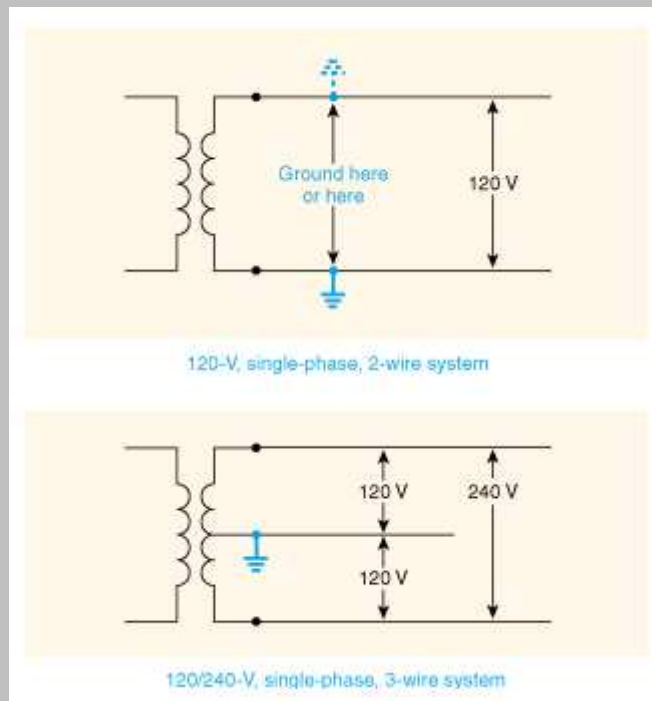 Ground here
or here
120 V
120-V, single-phase, 2-wire system
120 V
240 V
120 V
120/240-V, single-phase, 3-wire system